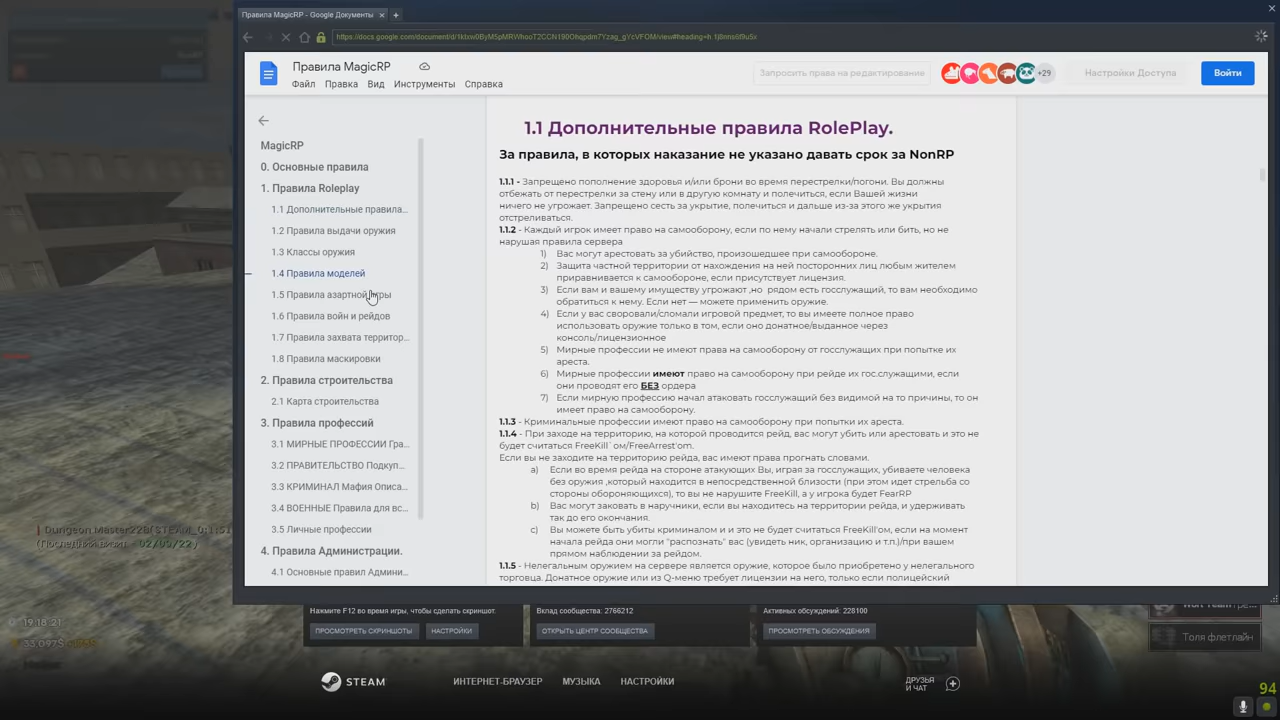 Правила MagicRP - Google Документы
Правила MagicRP
Запросить права на редактирование
+29
Настройки Доступа
Войти
Файл Правка Вид Инструменты Справка
MagicRP
0. Основные правила
1. Правила Roleplay
1.1 Дополнительные правила...
1.2 Правила выдачи оружия
1.3 Классы оружия
1.4 Правила моделей
1.5 Правила азартной игры
1.6 Правила войн и рейдов
1.7 Правила захвата территор...
1.8 Правила маскировки
2. Правила строительства
2.1 Карта строительства
3. Правила профессий
3.1 МИРНЫЕ ПРОФЕССИИ Гра...
3.2 ПРАВИТЕЛЬСТВО Подкуп...
3.3 КРИМИНАЛ Мафия Описа...
3.4 ВОЕННЫЕ Правила для вс...
3.5 Личные профессии
4. Правила Администрации.
4.1 Основные правил Админи...
1.1 Дополнительные правила RolePlay.
За правила, в которых наказание не указано давать срок за NonRP
1.1.1 - Запрещено пополнение здоровья и/или брони во время перестрелки/погони. Вы должны
отбежать от перестрелки за стену или в другую комнату и полечиться, если Вашей жизни
ничего не угрожает. Запрещено сесть за укрытие, полечиться и дальше из-за этого же укрытия
отстреливаться.
1.1.2 - Каждый игрок имеет право на самооборону, если по нему начали стрелять или бить, но не
нарушая правила сервера
1) Вас могут арестовать за убийство, произошедшее при самообороне.
2) Защита частной территории от нахождения на ней посторонних лиц любым жителем
приравнивается к самообороне, если присутствует лицензия.
3) Если вам и вашему имуществу угрожают ,но рядом есть госслужащий, то вам необходимо
обратиться к нему. Если нет — можете применить оружие.
4) Если у вас своровали/сломали игровой предмет, то вы имеете полное право
использовать оружие только в том, если оно донатное/выданное через
консоль/лицензионное
5) Мирные профессии не имеют права на самооборону от госслужащих при попытке их
ареста.
6) Мирные профессии имеют право на самооборону при рейде их гос.служащими, если
они проводят его БЕЗ ордера
7) Если мирную профессию начал атаковать госслужащий без видимой на то причины, то он
имеет право на самооборону.
1.1.3 - Криминальные профессии имеют право на самооборону при попытки их ареста.
1.1.4 - При заходе на территорию, на которой проводится рейд, вас могут убить или арестовать и это не
будет считаться FreeKill`ом/FreeArrest'om.
Если вы не заходите на территорию рейда, вас имеют права прогнать словами.
a) Если во время рейда на стороне атакующих Вы, играя за госслужащих, убиваете человека
без оружия ,который находится в непосредственной близости (при этом идет стрельба со
стороны обороняющихся), то вы не нарушите FreeKill, а у игрока будет FearRP
b) Вас могут заковать в наручники, если вы находитесь на территории рейда, и удерживать
так до его окончания.
c) Вы можете быть убиты криминалом и и это не будет считаться FreeKill'ом, если на момент
начала рейда они могли "распознать" вас (увидеть ник, организацию и т.п.)/при вашем
прямом наблюдении за рейдом.
1.1.5 - Нелегальным оружием на сервере является оружие, которое было приобретено у нелегального
торговца. Донатное оружие или из Q-меню требует лицензии на него, только если полицейский
(Последний визит - 02/05/22 )
19:18:21
Нажмите F12 во время игры, чтобы сделать скриншот.
Вклад сообщества: 2766212
Активных обсуждений: 228100
ПРОСМОТРЕТЬ СКРИНШОТЫ НАСТРОЙКИ ОТКРЫТЬ ЦЕНТР СООБЩЕСТВА ПРОСМОТРЕТЬ ОБСУЖДЕНИЯ
Толя флетлайн
STEAM
ИНТЕРНЕТ-БРАУЗЕР МУЗЫКА НАСТРОЙКИ
ДРУЗЬЯ
И ЧАТ
94